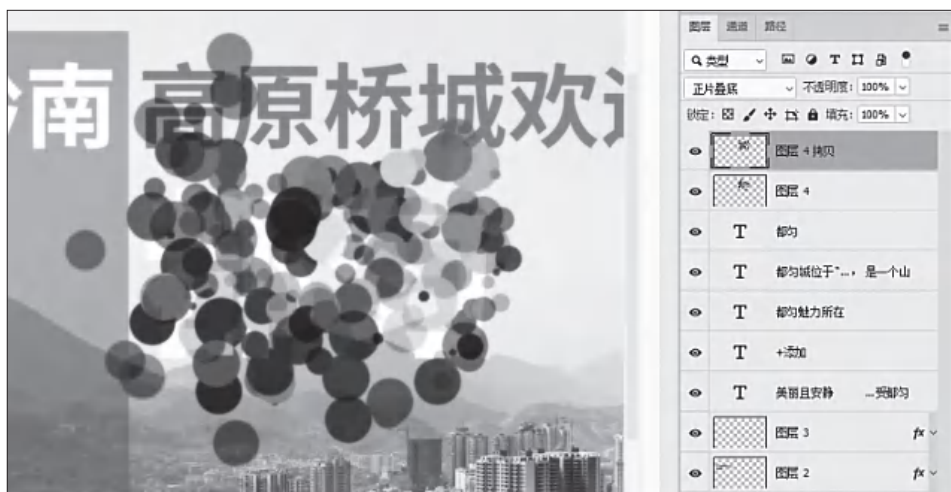 南 高原桥城欢迎
图层 通道 路径
类型
正片叠底 不透明度: 100%
锁定: 填充: 100%
图层 4 拷贝
图层 4
T 都匀
T 都匀城位于"...，是一个山
T 都匀魅力所在
T +添加
T 美丽且安静 ...受都匀
图层 3 fx
图层 2 fx